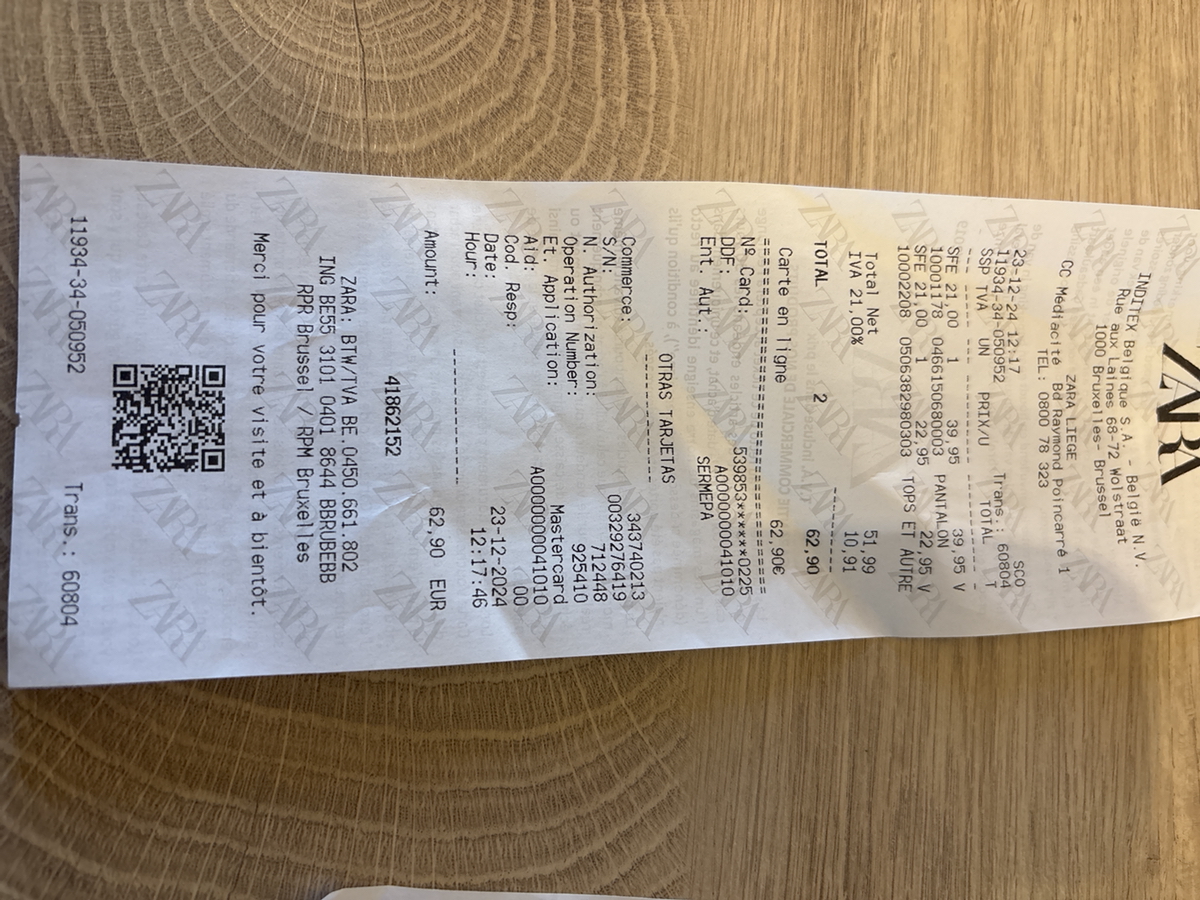 ZARA
INDITEX Belgique S.A. - België N.V.
Rue aux Laines 68-72 Wolstraat
1000 Bruxelles- Brussel
ZARA LIEGE
CC Médiacité Bd Raymond Poincarré 1
TEL: 0800 78 323
SCO
23-12-24 12:17
11934-34-050952 Trans.: 60804
SSP TVA UN PRIX/U TOTAL T
SFE 21,00 1 39,95 39,95 V
10001178 04661506800003 PANTALON
SFE 21,00 1 22,95 22,95 V
10002208 05063829800303 TOPS ET AUTRE
Total Net 51,99
IVA 21,00% 10,91
TOTAL 2 62,90
Carte en ligne 62,90€
Nº Card: 539853******0225
DDF: A0000000041010
Ent. Aut.: SERMEPA
OTRAS TARJETAS
Commerce: 343740213
S/N: 00329276419
N. Authorization: 712448
Operation Number: 925410
Et. Application: Mastercard
Aid: A0000000041010
Cod. Resp: 00
Date: 23-12-2024
Hour: 12:17:46
Amount: 62,90 EUR
41862152
ZARA: BTW/TVA BE.0450.661.802
ING BE55 3101 0401 8644 BBRUBEBB
RPR Brussel / RPM Bruxelles
Merci pour votre visite et à bientôt.
11934-34-050952 Trans.: 60804